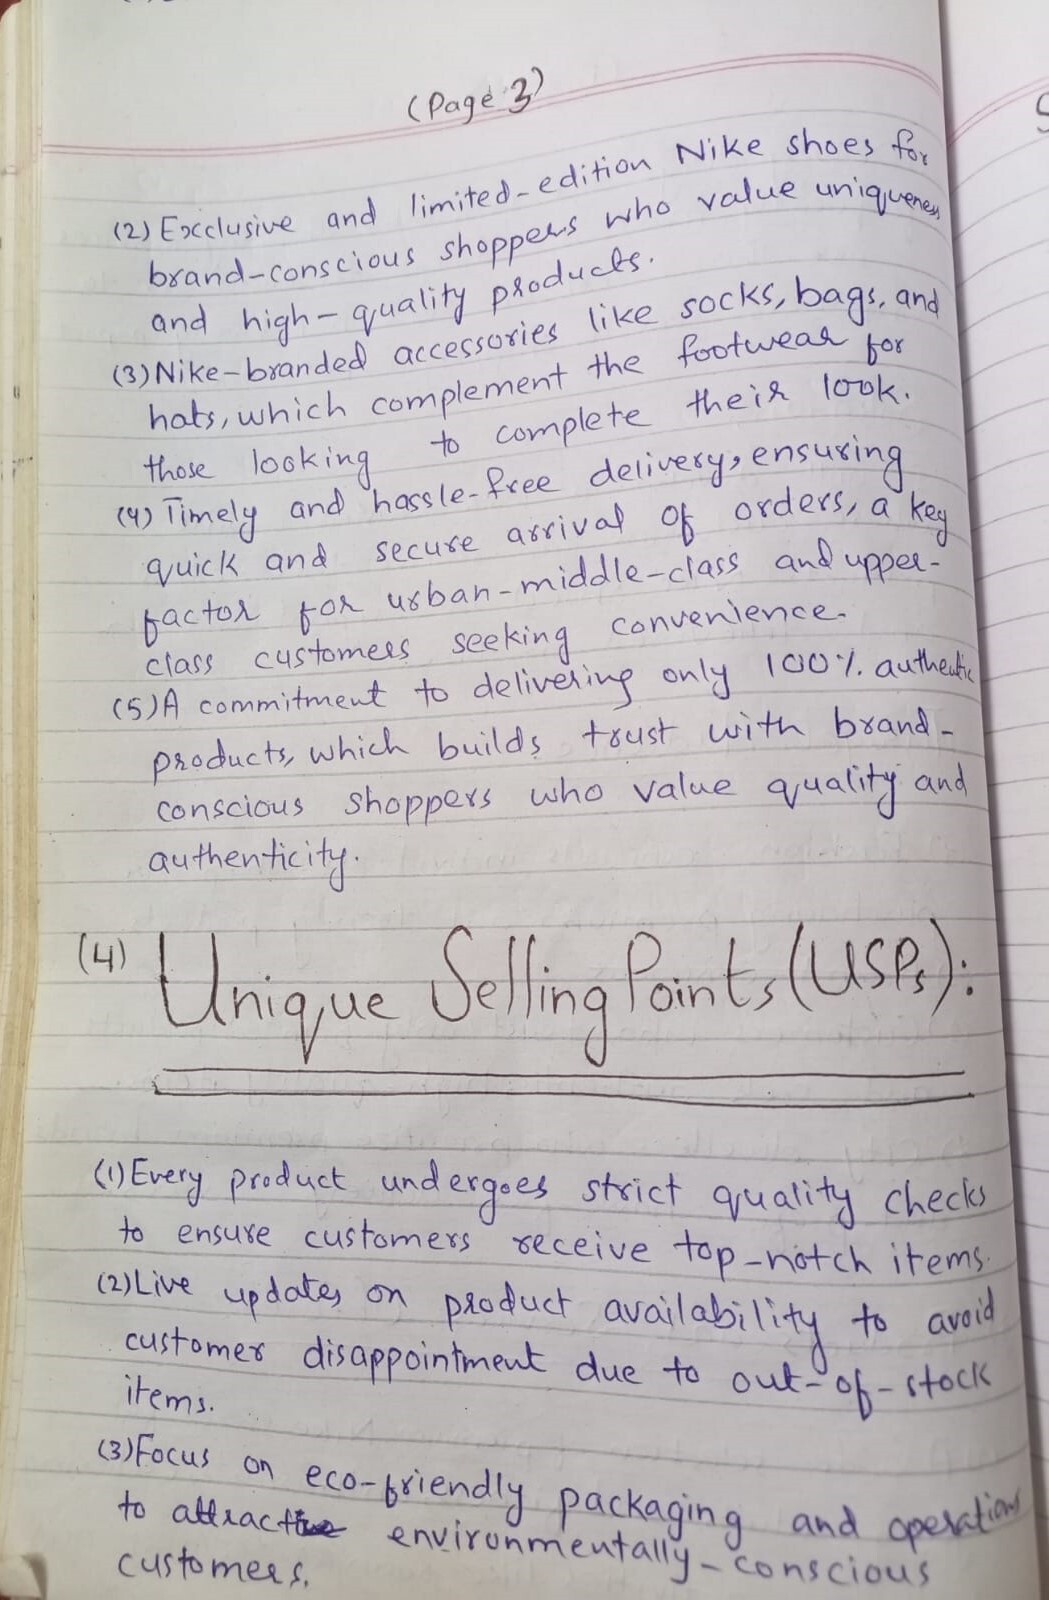 (Page 3)
(2) Exclusive and limited-edition Nike shoes for
brand-conscious shoppers who value uniqueness
and high-quality products.
(3) Nike-branded accessories like socks, bags, and
hats, which complement the footwear for
those looking to complete their look.
(4) Timely and hassle-free delivery, ensuring
quick and secure arrival of orders, a key
factor for urban-middle-class and upper-
class customers seeking convenience.
(5) A commitment to delivering only 100% authentic
products, which builds trust with brand-
conscious shoppers who value quality and
authenticity.
(4) Unique Selling Points (USPs):
(1) Every product undergoes strict quality checks
to ensure customers receive top-notch items.
(2) Live updates on product availability to avoid
customer disappointment due to out-of-stock
items.
(3) Focus on eco-friendly packaging and operations
to attract environmentally-conscious
customers.